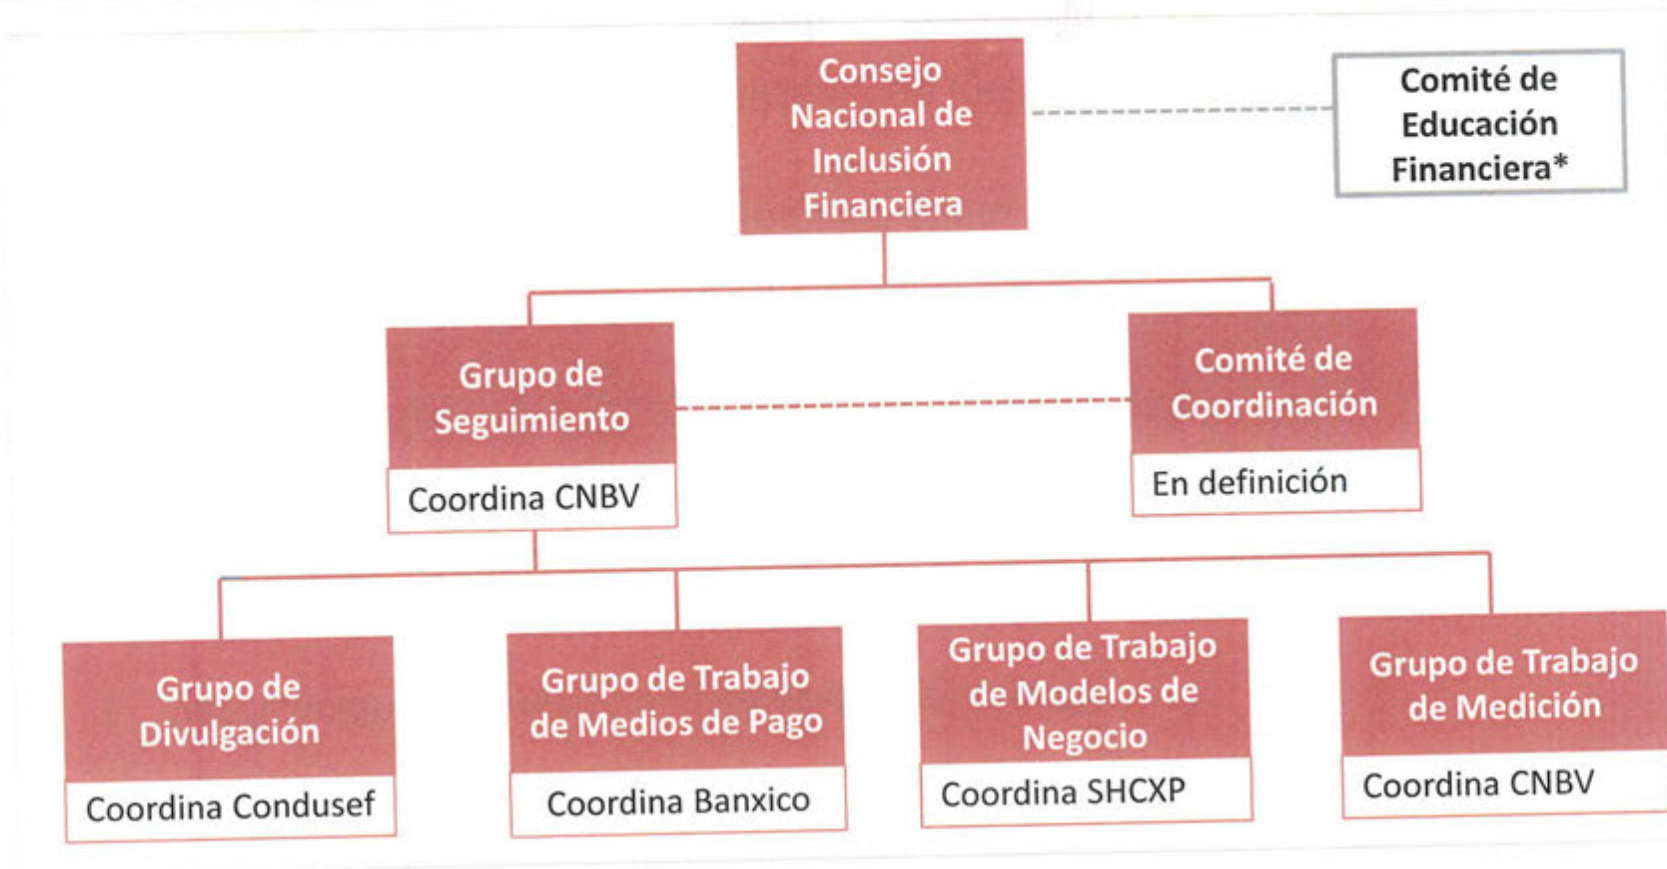 Consejo
Nacional de
Inclusión
Financiera
Comité de
Educación
Financiera*
Grupo de
Seguimiento
Coordina CNBV
Comité de
Coordinación
En definición
Grupo de
Divulgación
Coordina Condusef
Grupo de Trabajo
de Medios de Pago
Coordina Banxico
Grupo de Trabajo
de Modelos de
Negocio
Coordina SHCXP
Grupo de Trabajo
de Medición
Coordina CNBV